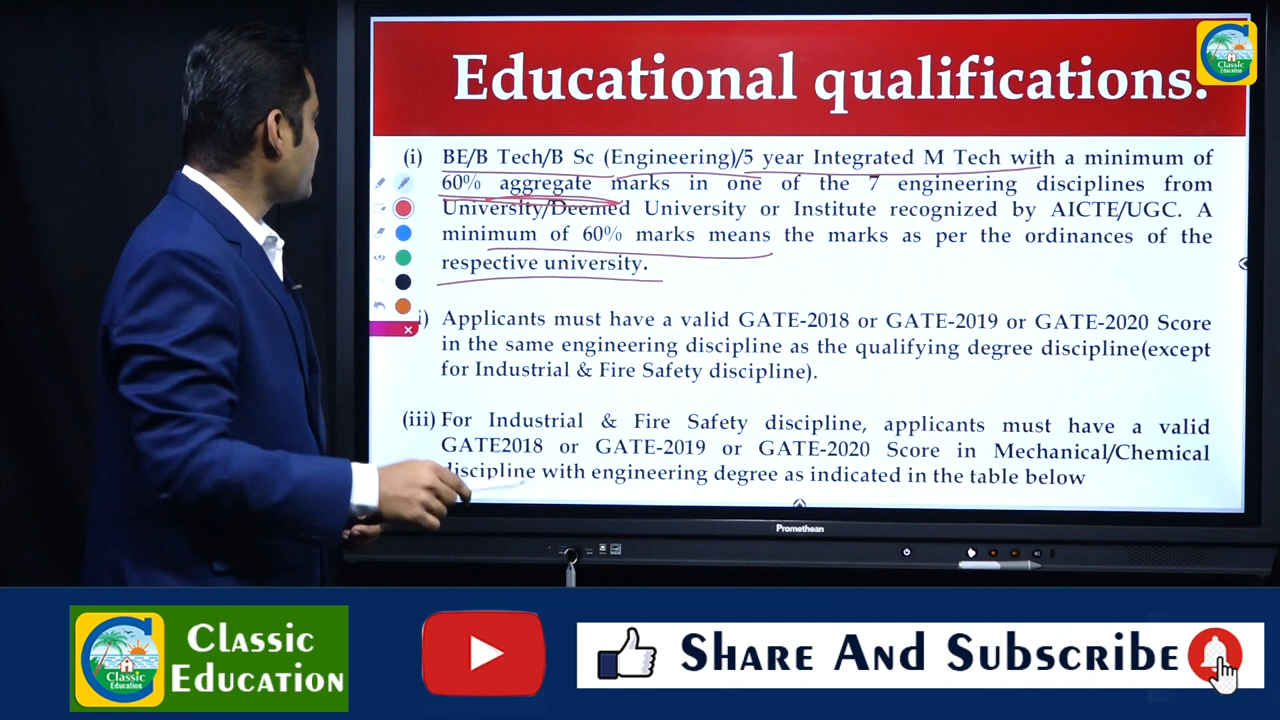 Educational qualifications.
Classic
Education
(i) BE/B Tech/B Sc (Engineering)/5 year Integrated M Tech with a minimum of
60% aggregate marks in one of the 7 engineering disciplines from
University/Deemed University or Institute recognized by AICTE/UGC. A
minimum of 60% marks means the marks as per the ordinances of the
respective university.
i) Applicants must have a valid GATE-2018 or GATE-2019 or GATE-2020 Score
in the same engineering discipline as the qualifying degree discipline(except
for Industrial & Fire Safety discipline).
(iii) For Industrial & Fire Safety discipline, applicants must have a valid
GATE2018 or GATE-2019 or GATE-2020 Score in Mechanical/Chemical
discipline with engineering degree as indicated in the table below
Promethean
Classic
Education
Classic
Education
Share And Subscribe